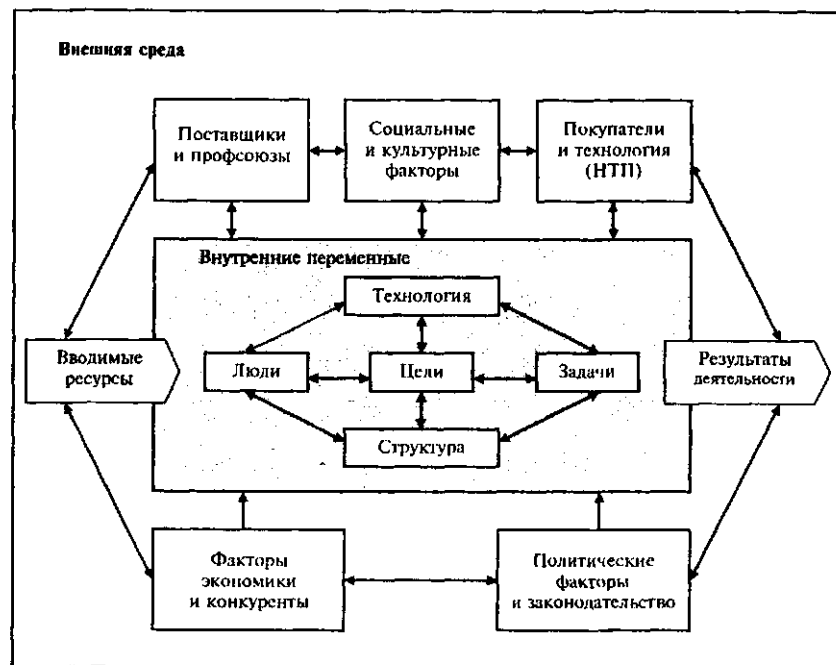 Внешняя среда
Поставщики
и профсоюзы
Социальные
и культурные
факторы
Покупатели
и технология
(НТП)
Внутренние переменные
Технология
Вводимые
ресурсы
Люди
Цели
Задачи
Результаты
деятельности
Структура
Факторы
экономики
и конкуренты
Политические
факторы
и законодательство